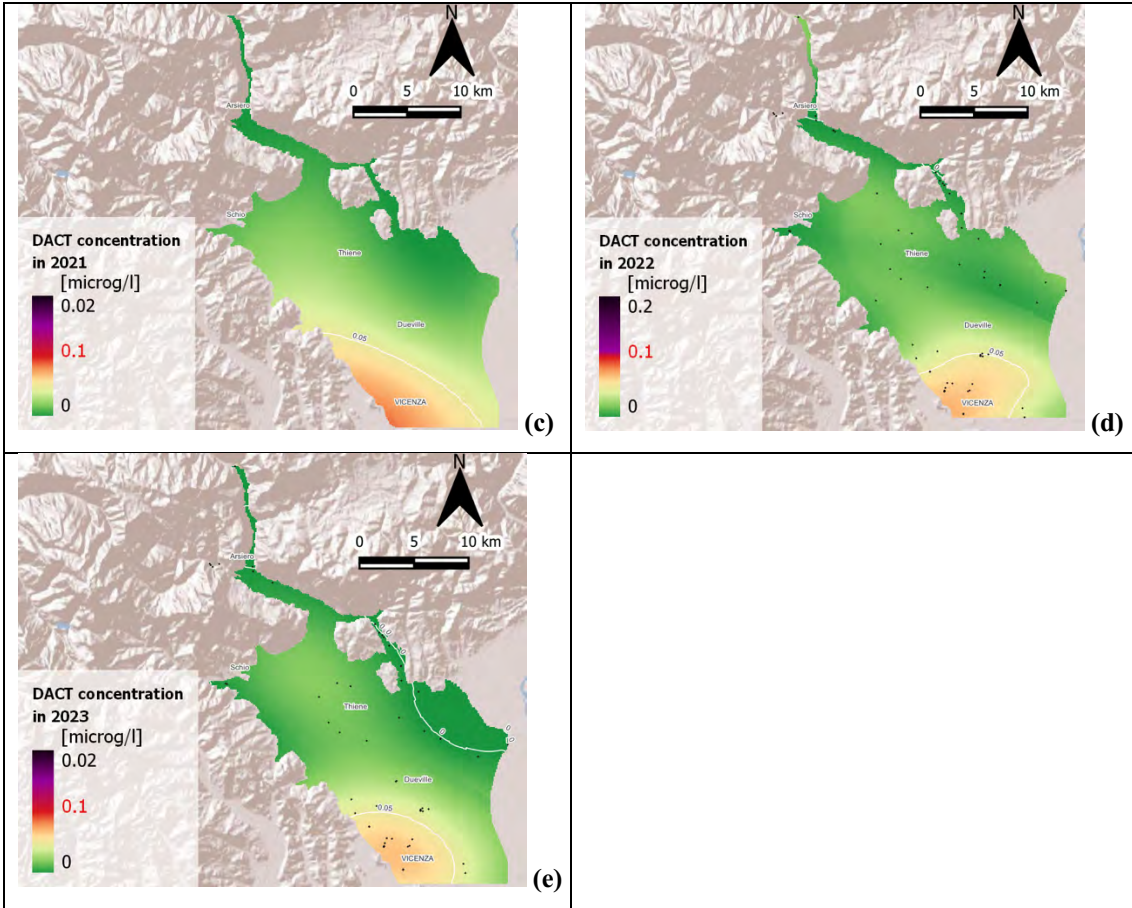 N
0 5 10 km
Arsiero
Schio
Thiene
DACT concentration
in 2021
[microg/l]
0.02
0.1
0
Dueville
0.05
VICENZA
(c)
N
0 5 10 km
Arsiero
0
Schio
Thiene
DACT concentration
in 2022
[microg/l]
0.2
0.1
0
Dueville
0.05
VICENZA
(d)
N
0 5 10 km
Arsiero
Schio
0
Thiene
0
DACT concentration
in 2023
[microg/l]
0.02
0.1
0
Dueville
0.05
VICENZA
(e)